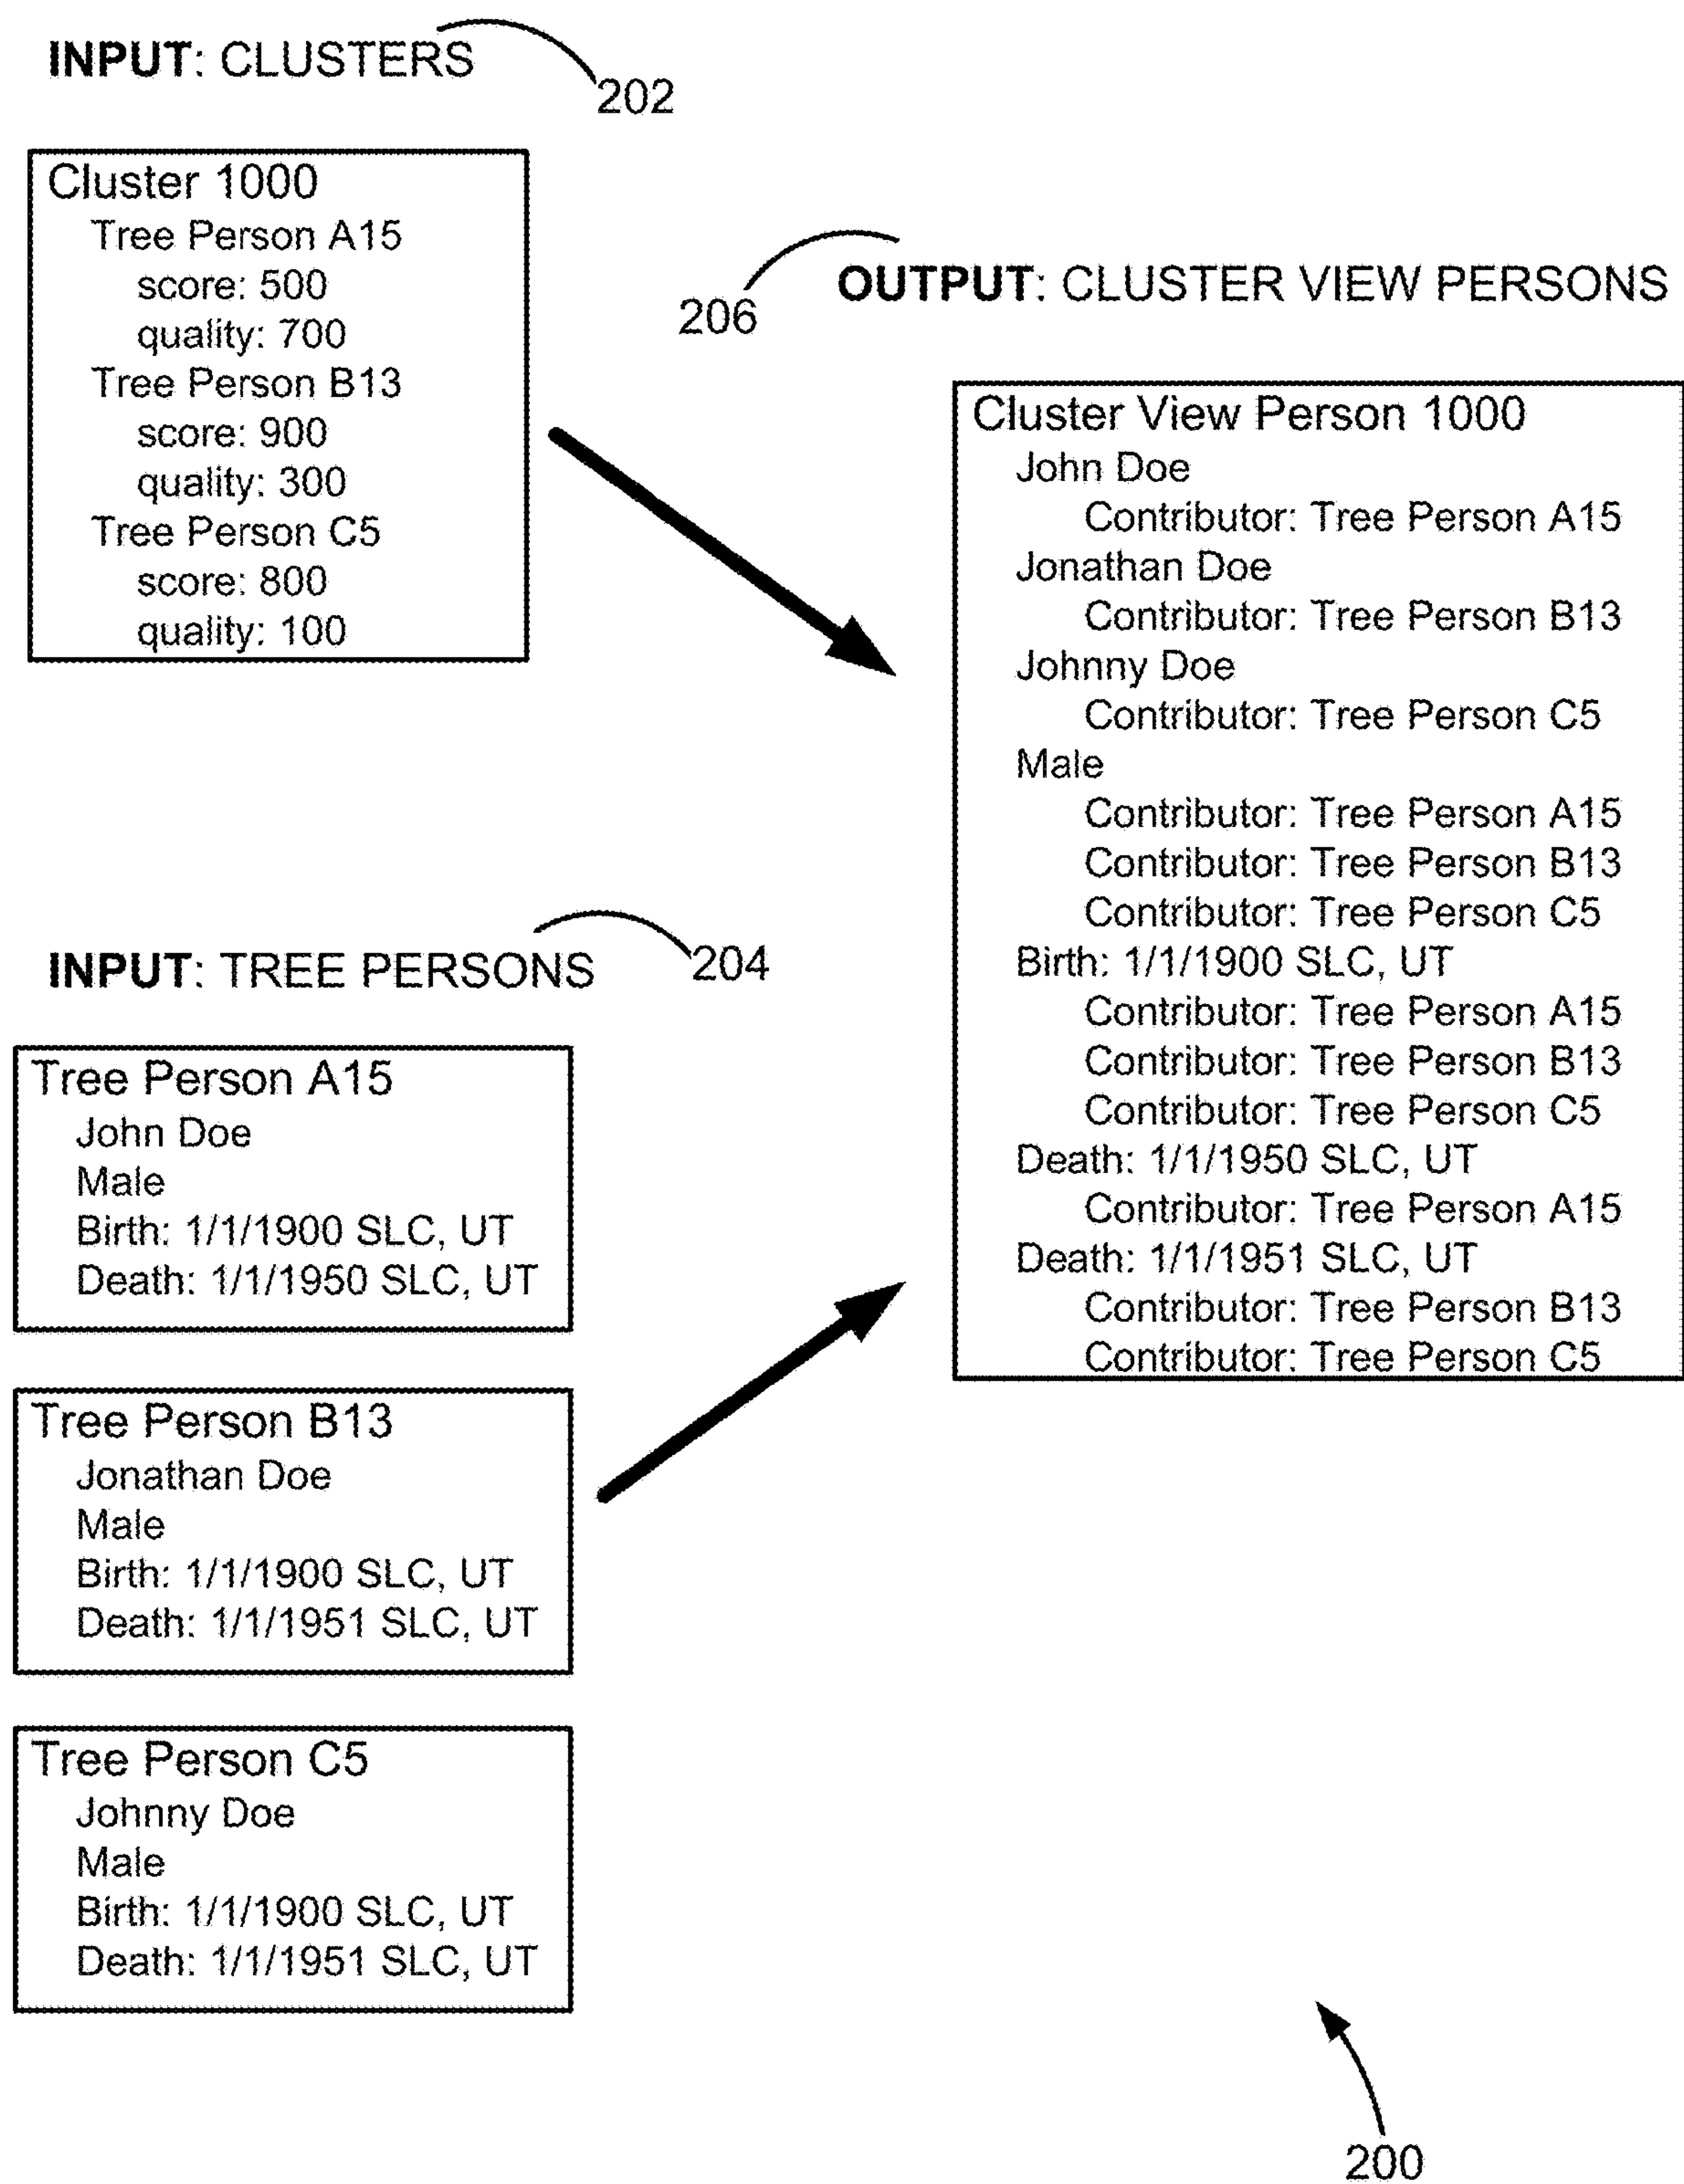 INPUT: CLUSTERS
202
Cluster 1000
Tree Person A15
score: 500
quality: 700
Tree Person B13
score: 900
quality: 300
Tree Person C5
score: 800
quality: 100
206
OUTPUT: CLUSTER VIEW PERSONS
Cluster View Person 1000
John Doe
Contributor: Tree Person A15
Jonathan Doe
Contributor: Tree Person B13
Johnny Doe
Contributor: Tree Person C5
Male
Contributor: Tree Person A15
Contributor: Tree Person B13
Contributor: Tree Person C5
Birth: 1/1/1900 SLC, UT
Contributor: Tree Person A15
Contributor: Tree Person B13
Contributor: Tree Person C5
Death: 1/1/1950 SLC, UT
Contributor: Tree Person A15
Death: 1/1/1951 SLC, UT
Contributor: Tree Person B13
Contributor: Tree Person C5
INPUT: TREE PERSONS
204
Tree Person A15
John Doe
Male
Birth: 1/1/1900 SLC, UT
Death: 1/1/1950 SLC, UT
Tree Person B13
Jonathan Doe
Male
Birth: 1/1/1900 SLC, UT
Death: 1/1/1951 SLC, UT
Tree Person C5
Johnny Doe
Male
Birth: 1/1/1900 SLC, UT
Death: 1/1/1951 SLC, UT
200